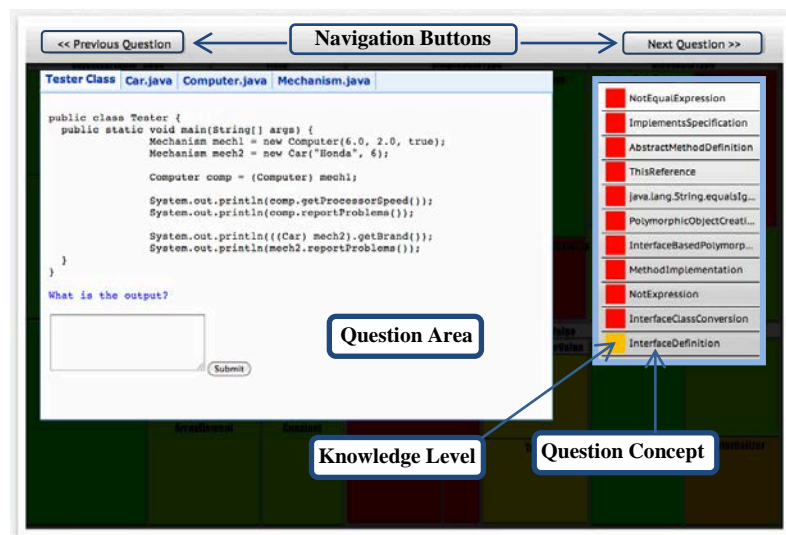 << Previous Question
Navigation Buttons
Next Question >>
Tester Class Car.java Computer.java Mechanism.java
public class Tester {
public static void main(String[] args) {
Mechanism mech1 = new Computer(6.0, 2.0, true);
Mechanism mech2 = new Car("Honda", 6);
Computer comp = (Computer) mech1;
System.out.println(comp.getProcessorSpeed());
System.out.println(comp.reportProblems());
System.out.println(((Car) mech2).getBrand());
System.out.println(mech2.reportProblems());
}
}
What is the output?
Submit
Question Area
NotEqualExpression
ImplementsSpecification
AbstractMethodDefinition
ThisReference
java.lang.String.equalsIg...
PolymorphicObjectCreati...
InterfaceBasedPolymorp...
MethodImplementation
NotExpression
InterfaceClassConversion
InterfaceDefinition
Knowledge Level
Question Concept
ArrayElement
Constant